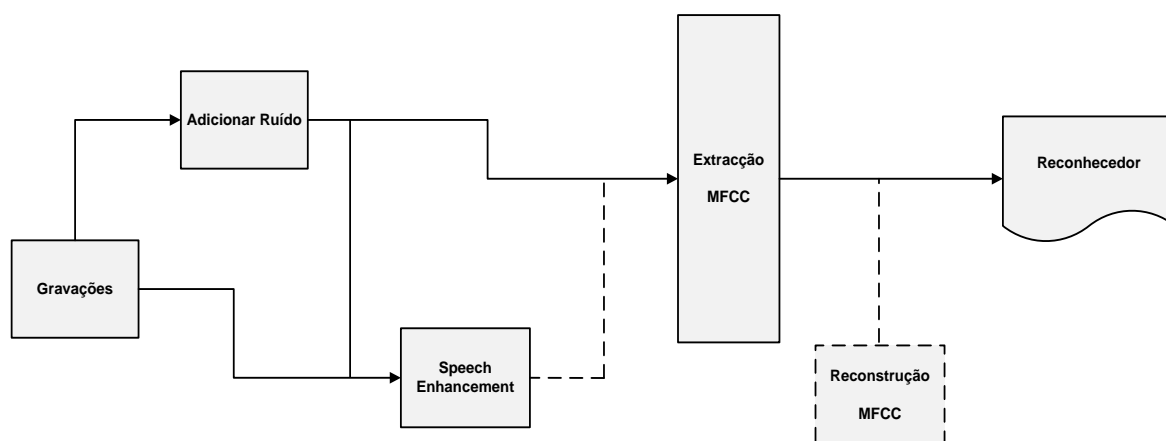 Adicionar Ruído
Gravações
Speech
Enhancement
Extracção
MFCC
Reconstrução
MFCC
Reconhecedor